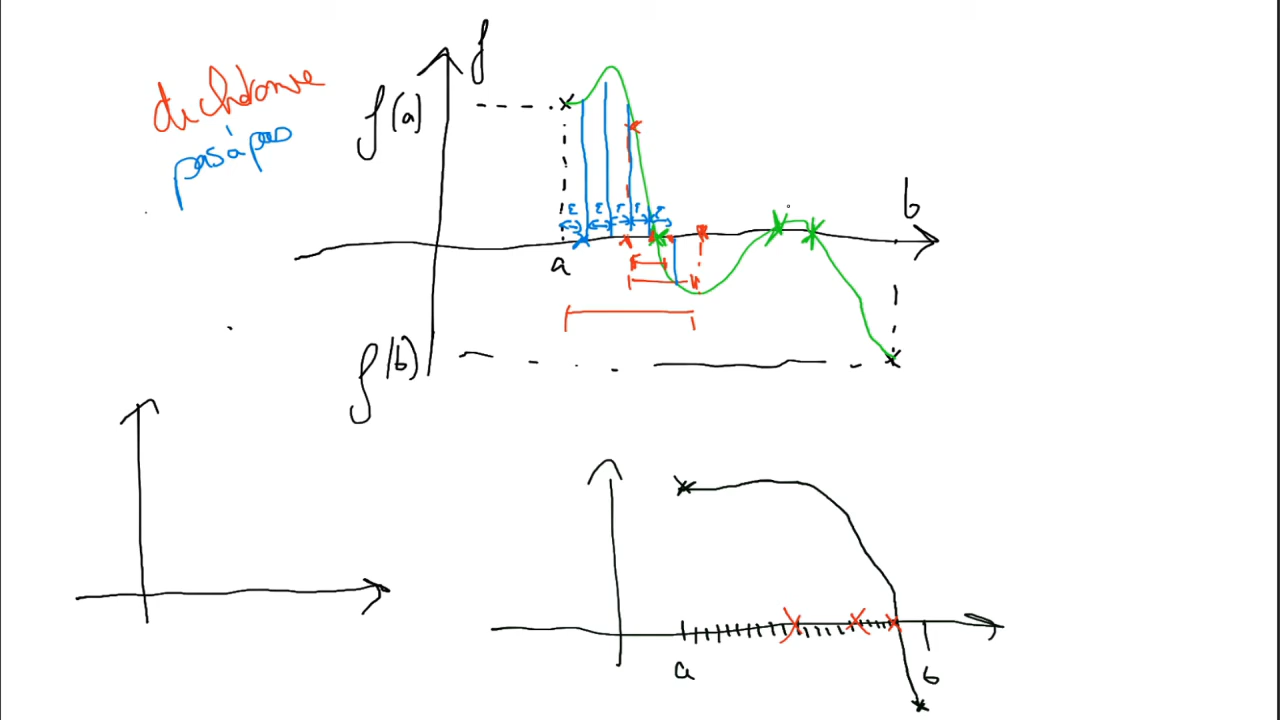 f
dichotomie
pas à pas
f(a)
ε ε ε ε ε
b
a
f(b)
a
b